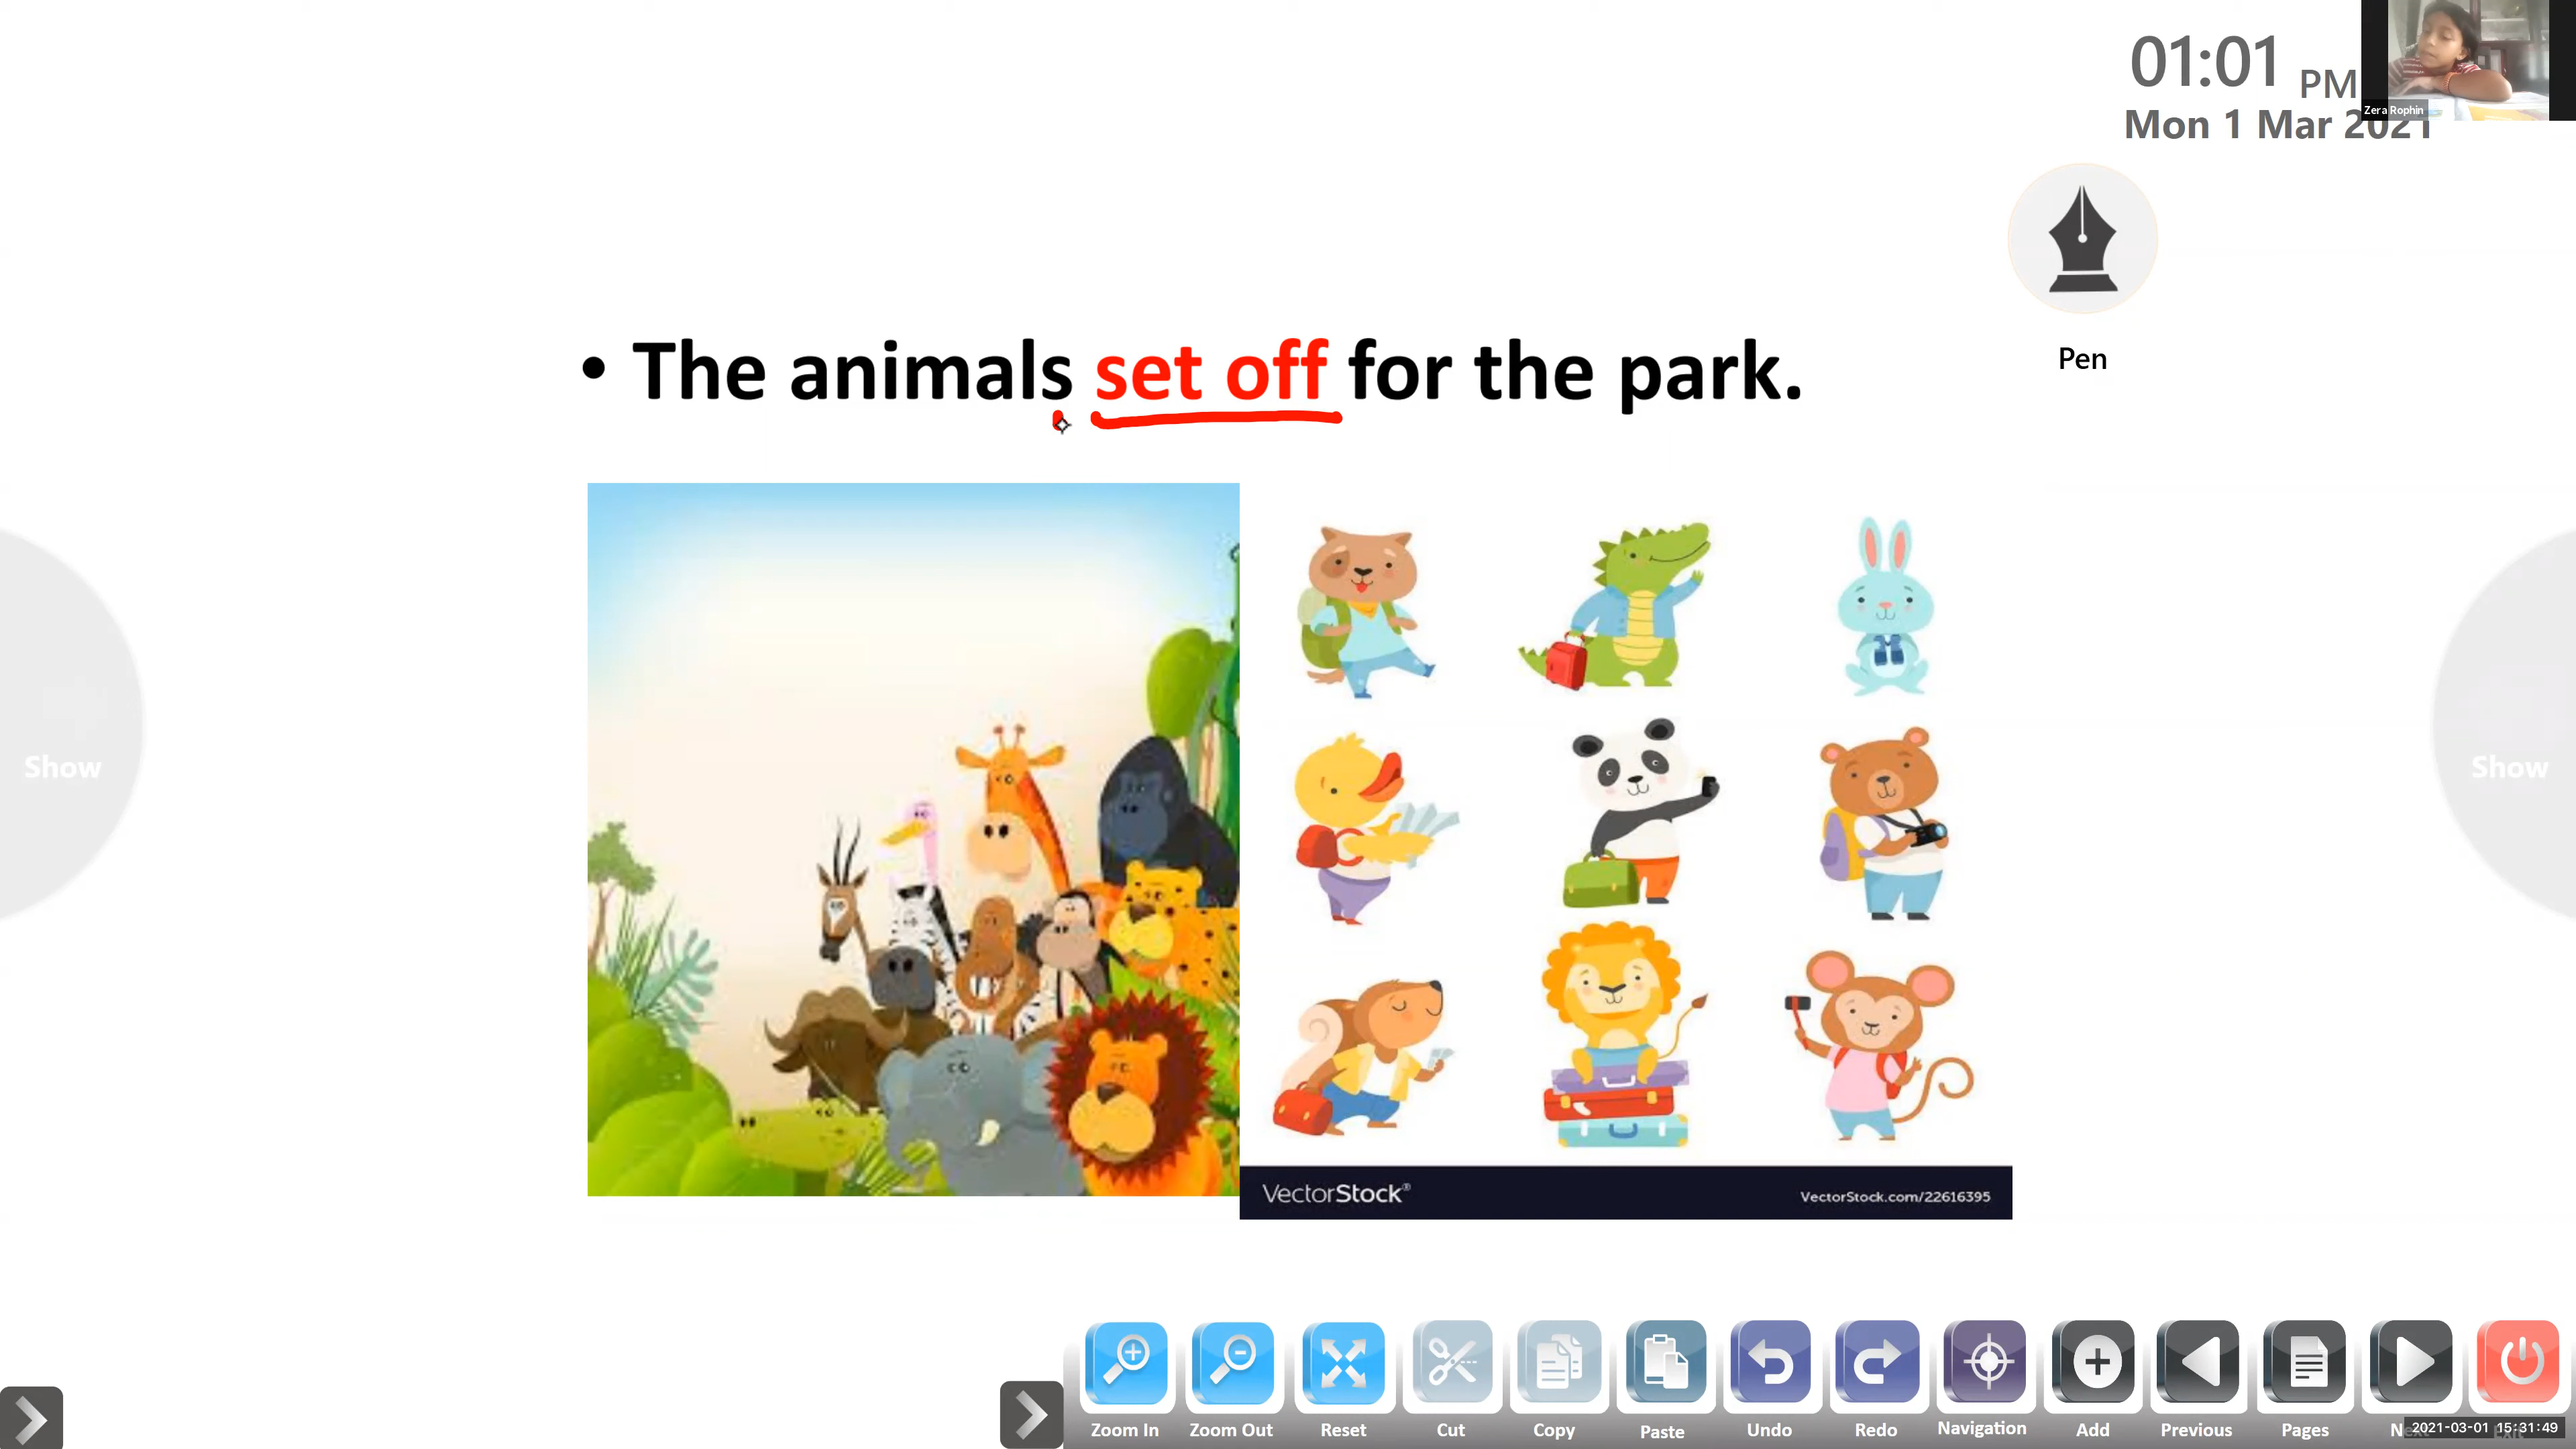 01:01 PM
Zera Rophin
Mon 1 Mar 2021
Pen
• The animals set off for the park.
Show
Show
VectorStock®
VectorStock.com/22616395
Zoom In
Zoom Out
Reset
Cut
Copy
Paste
Undo
Redo
Navigation
Add
Previous
Pages
2021-03-01 15:31:49